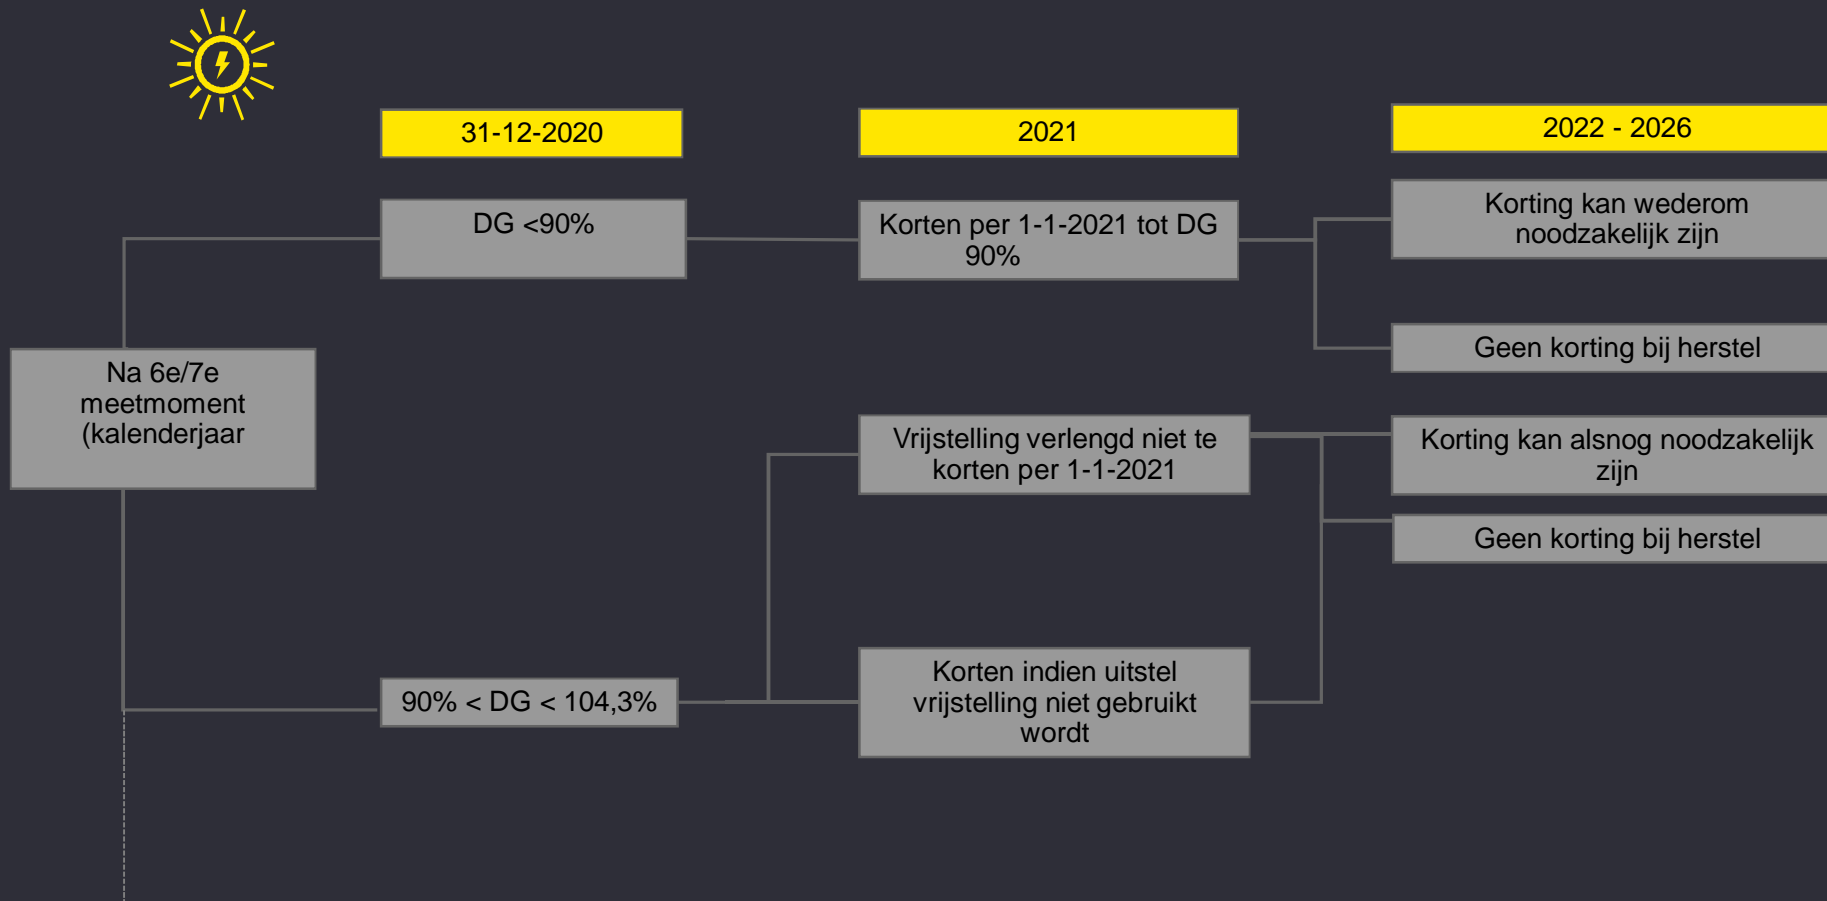 31-12-2020
2021
2022 - 2026
DG <90%
Korten per 1-1-2021 tot DG
90%
Korting kan wederom
noodzakelijk zijn
Geen korting bij herstel
Na 6e/7e
meetmoment
(kalenderjaar
Vrijstelling verlengd niet te
korten per 1-1-2021
Korting kan alsnog noodzakelijk
zijn
Geen korting bij herstel
90% < DG < 104,3%
Korten indien uitstel
vrijstelling niet gebruikt
wordt